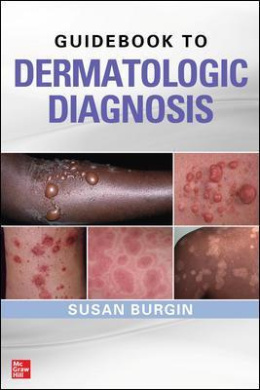 GUIDEBOOK TO
DERMATOLOGIC
DIAGNOSIS
SUSAN BURGIN
Mc
Graw
Hill